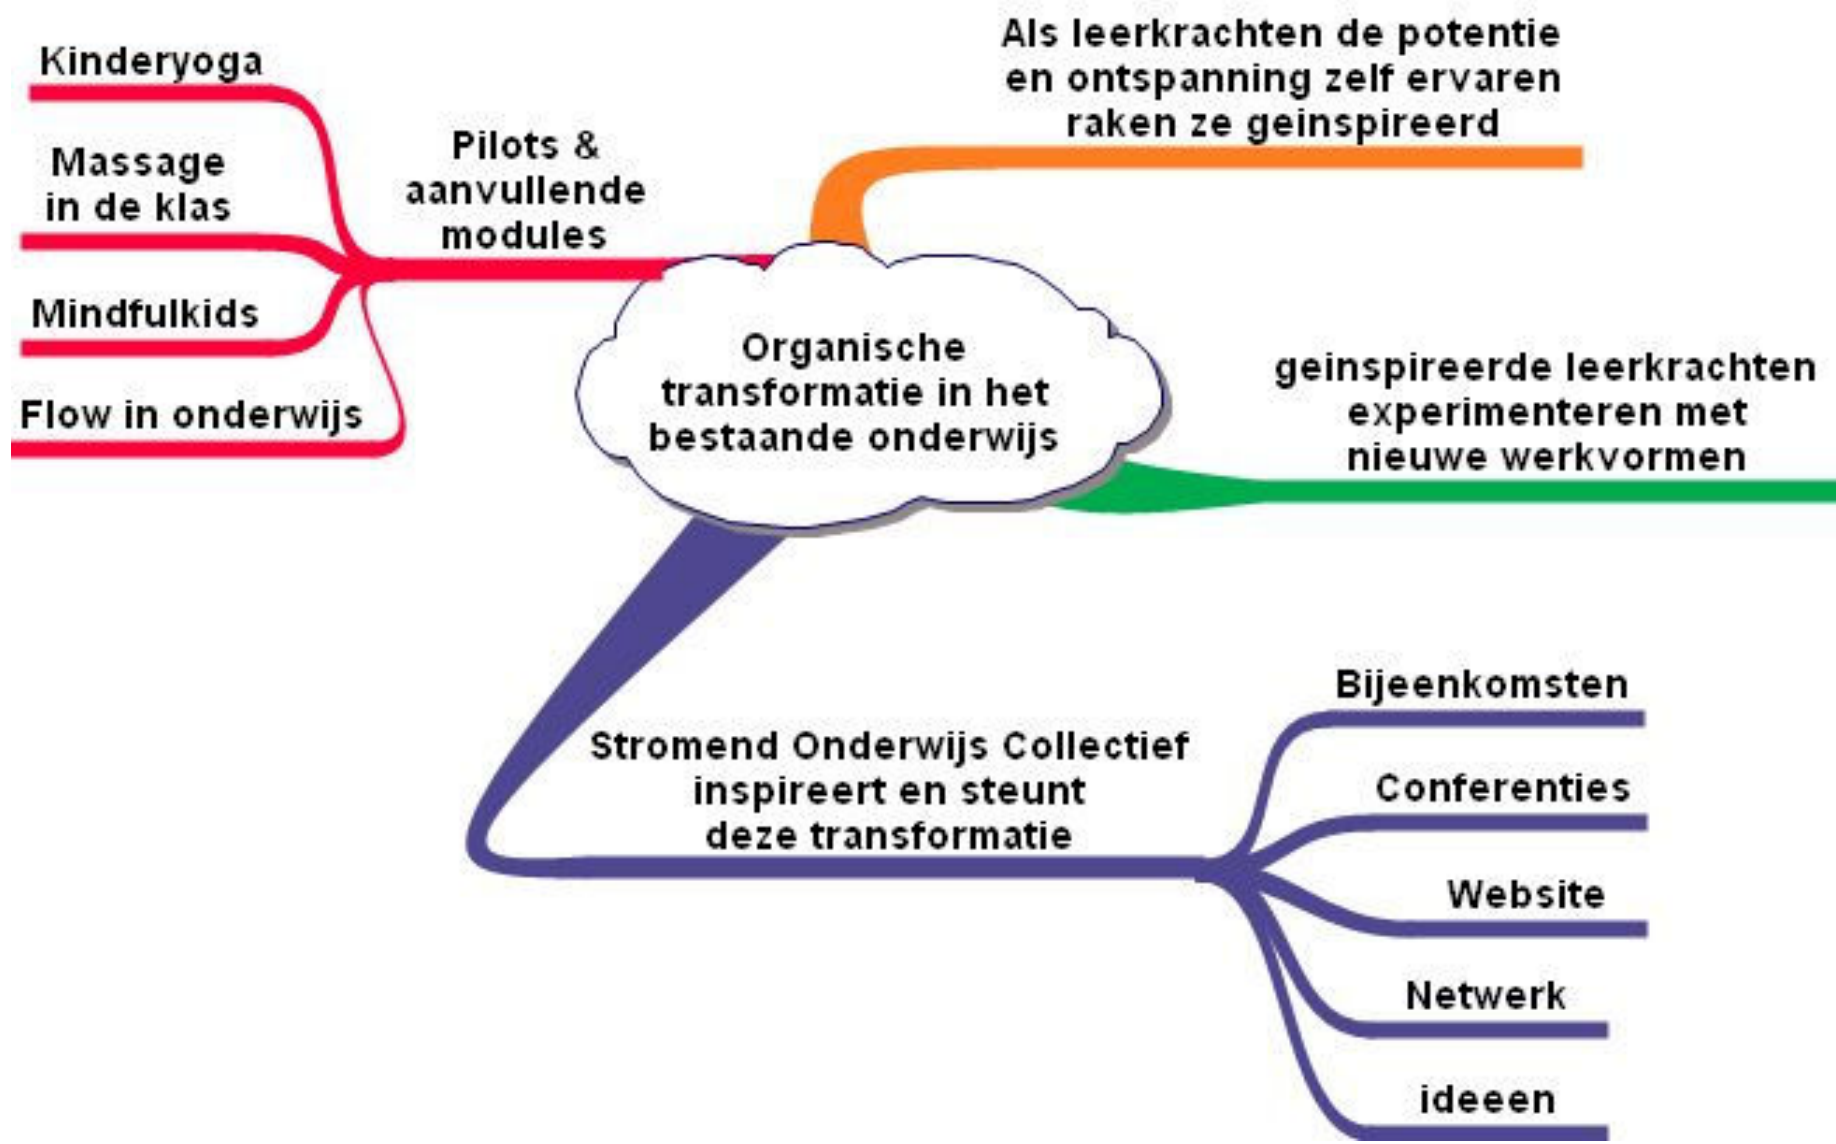 Als leerkrachten de potentie
en ontspanning zelf ervaren
raken ze geinspireerd
Kinderyoga
Massage
in de klas
Mindfulkids
Flow in onderwijs
Pilots &
aanvullende
modules
Organische
transformatie in het
bestaande onderwijs
geinspireerde leerkrachten
experimenteren met
nieuwe werkvormen
Stromend Onderwijs Collectief
inspireert en steunt
deze transformatie
Bijeenkomsten
Conferenties
Website
Netwerk
ideeen